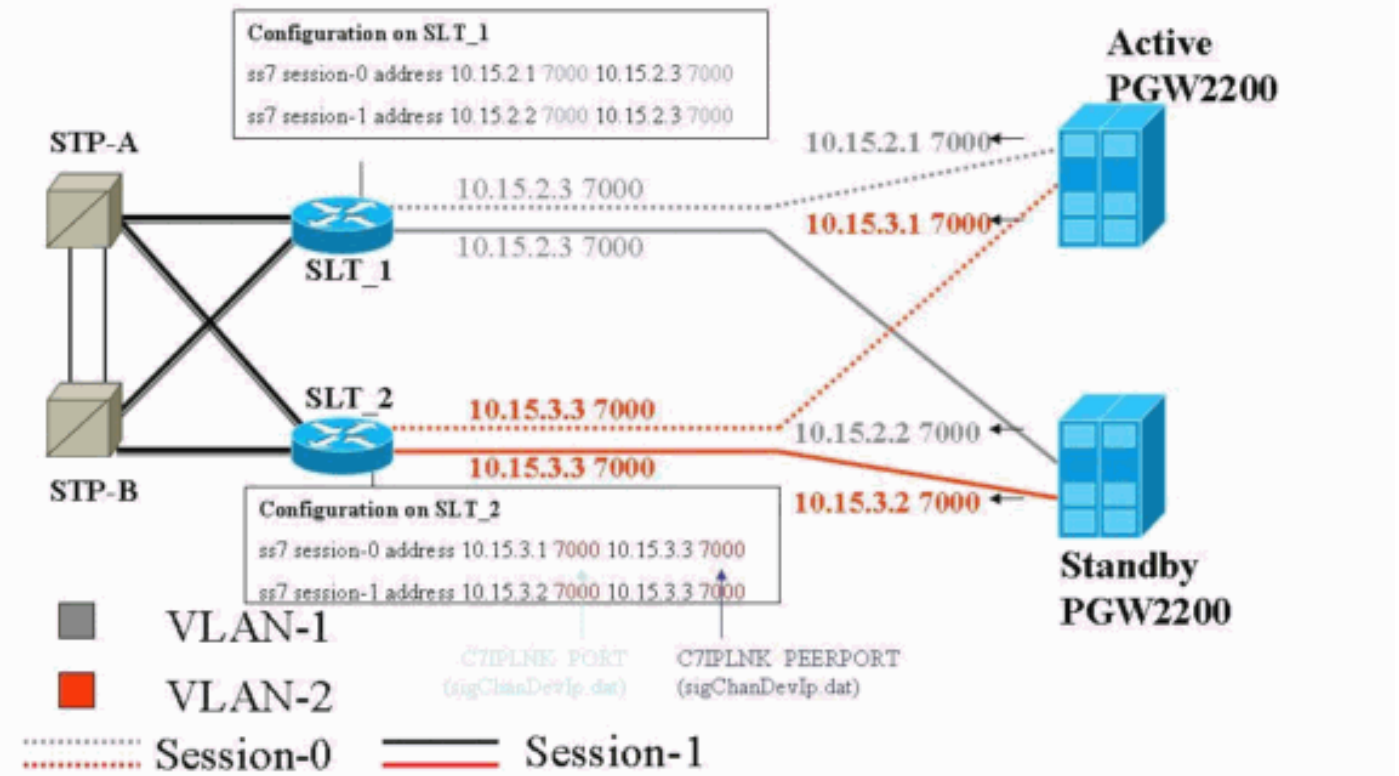 Configuration on SLT_1
ss7 session-0 address 10.15.2.1 7000 10.15.2.3 7000
ss7 session-1 address 10.15.2.2 7000 10.15.2.3 7000
Active
PGW2200
STP-A
10.15.2.1 7000
10.15.2.3 7000
10.15.3.1 7000
10.15.2.3 7000
SLT_1
SLT_2
10.15.3.3 7000
10.15.2.2 7000
10.15.3.3 7000
STP-B
10.15.3.2 7000
Configuration on SLT_2
ss7 session-0 address 10.15.3.1 7000 10.15.3.3 7000
ss7 session-1 address 10.15.3.2 7000 10.15.3.3 7000
Standby
PGW2200
VLAN-1
C7IPLNK PORT
(sigChanDevIp.dat)
C7IPLNK PEERPORT
(sigChanDevIp.dat)
VLAN-2
Session-0
Session-1